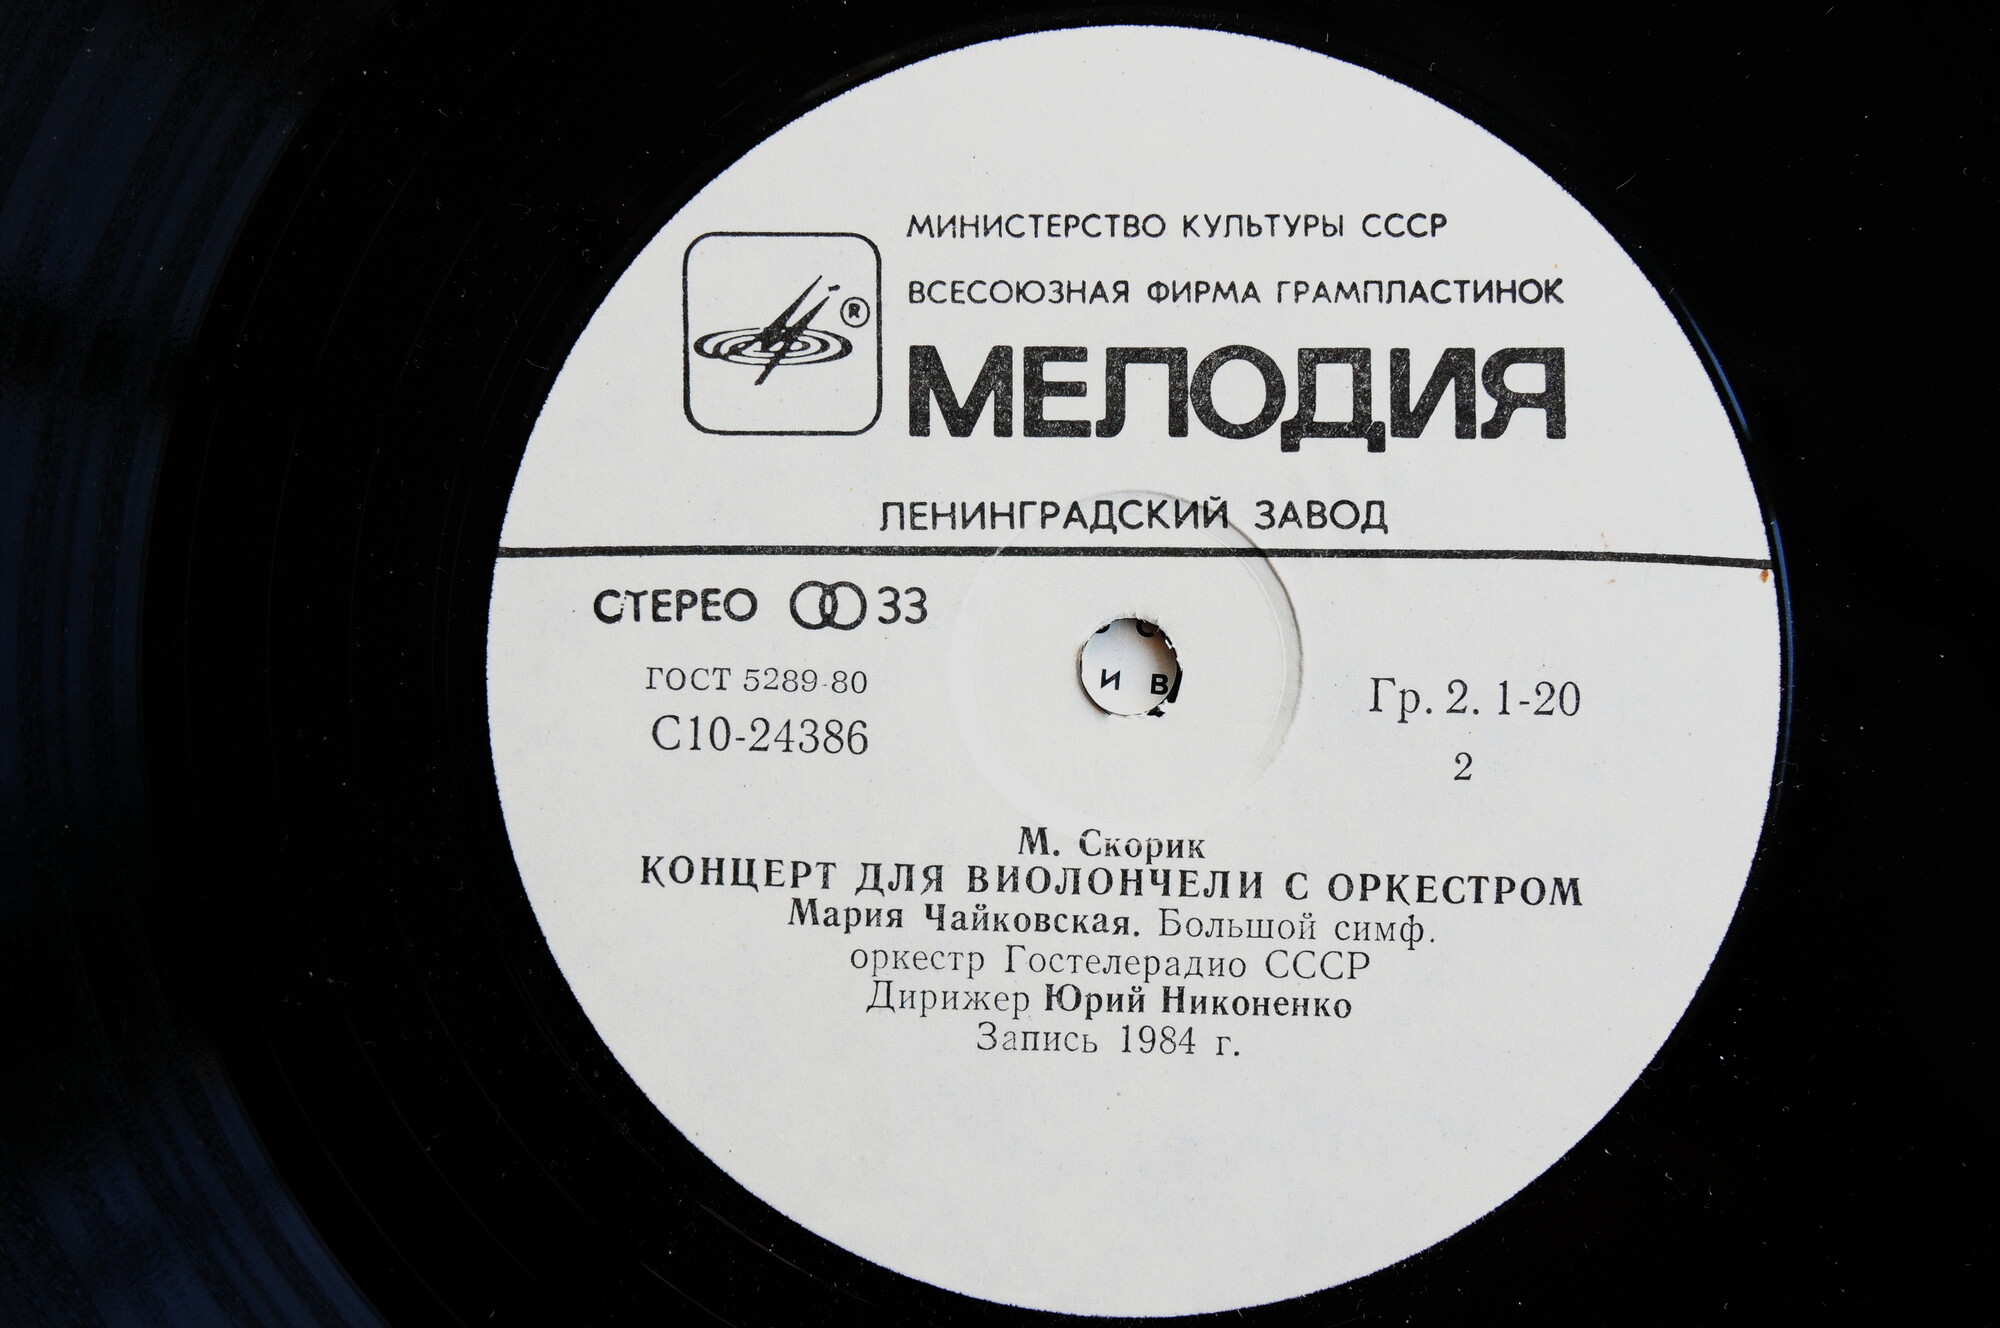 МИНИСТЕРСТВО КУЛЬТУРЫ СССР
ВСЕСОЮЗНАЯ ФИРМА ГРАМПЛАСТИНОК
®
МЕЛОДИЯ
ЛЕНИНГРАДСКИЙ ЗАВОД
СТЕРЕО 33
ГОСТ 5289-80
С10-24386
Гр. 2. 1-20
2
И В
М. Скорик
КОНЦЕРТ ДЛЯ ВИОЛОНЧЕЛИ С ОРКЕСТРОМ
Мария Чайковская. Большой симф.
оркестр Гостелерадио СССР
Дирижер Юрий Никоненко
Запись 1984 г.